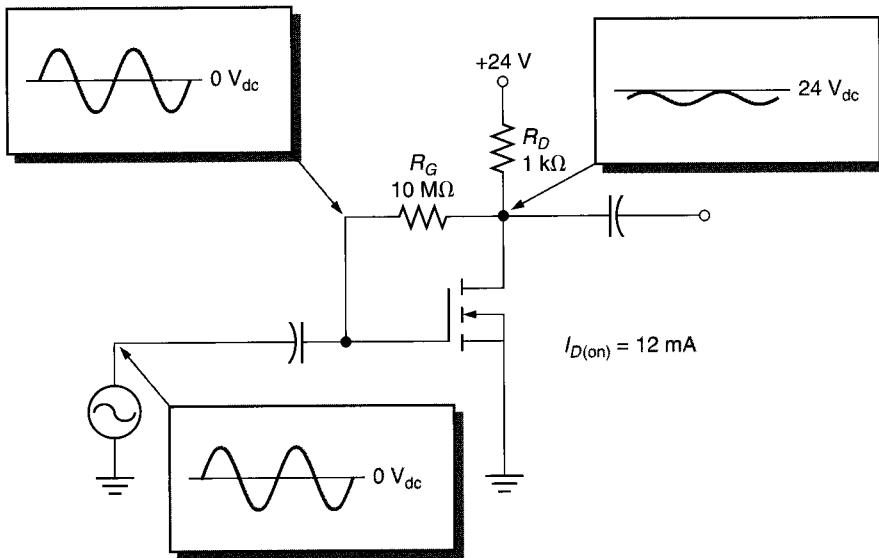 0 V_dc
+24 V
24 V_dc
R_D
1 kΩ
R_G
10 MΩ
I_D(on) = 12 mA
0 V_dc